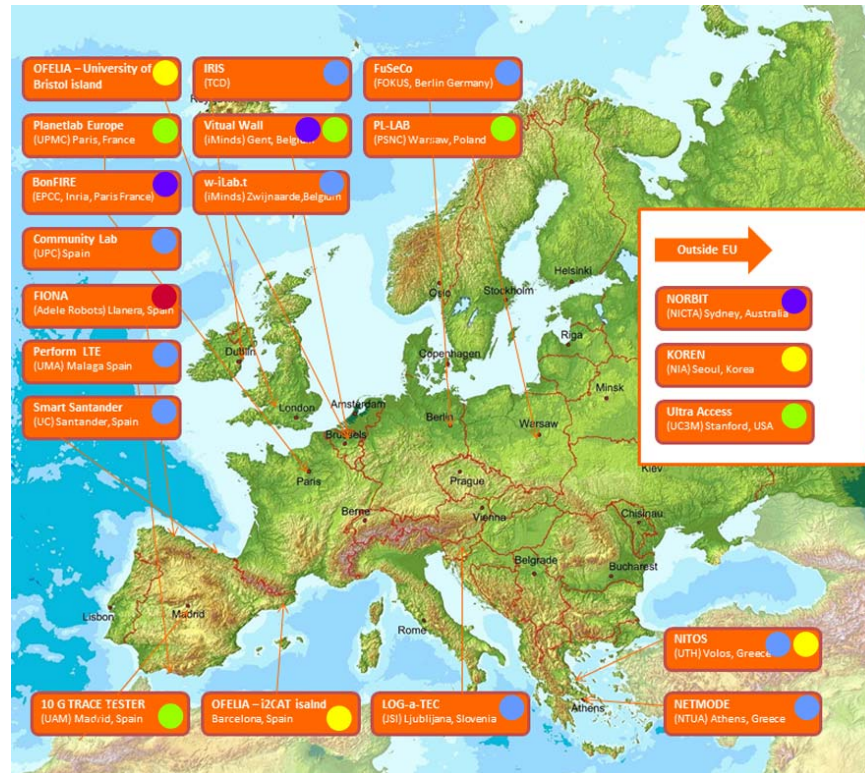 OFELIA – University of
Bristol island
IRIS
(TCD)
FuSeCo
(FOKUS, Berlin Germany)
Planetlab Europe
(UPMC) Paris, France
Vitual Wall
(iMinds) Gent, Belgium
PL-LAB
(PSNC) Warsaw, Poland
BonFIRE
(EPCC, Inria, Paris France)
w-iLab.t
(iMinds) Zwijnaarde,Belgium
Community Lab
(UPC) Spain
FIONA
(Adele Robots) Llanera, Spain
Perform LTE
(UMA) Malaga Spain
Smart Santander
(UC) Santander, Spain
Outside EU
NORBIT
(NICTA) Sydney, Australia
KOREN
(NIA) Seoul, Korea
Ultra Access
(UC3M) Stanford, USA
Oslo
Stockholm
Helsinki
Riga
Dublin
Copenhagen
Minsk
London
Amsterdam
Berlin
Warsaw
Brussels
Kiev
Paris
Prague
Berne
Vienna
Chisinau
Belgrade
Bucharest
Lisbon
Madrid
Rome
Athens
NITOS
(UTH) Volos, Greece
10 G TRACE TESTER
(UAM) Madrid, Spain
OFELIA – i2CAT isalnd
Barcelona, Spain
LOG-a-TEC
(JSI) Ljublijana, Slovenia
NETMODE
(NTUA) Athens, Greece